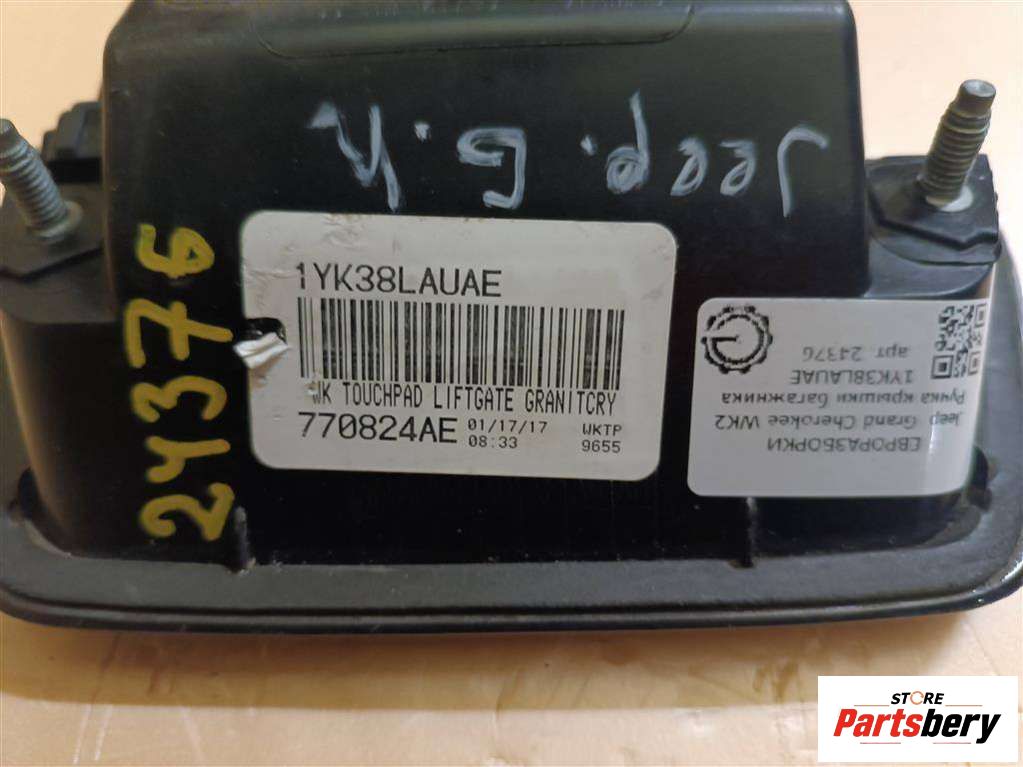 Jeep. G.Ch
24376
1YK38LAUAE
WK TOUCHPAD LIFTGATE GRANITCRY
770824AE 01/17/17 08:33 WKTP 9655
ЕВРОРАЗБОРКИ
Jeep Grand Cherokee WK2
Ручка крышки багажника
1YK38LAUAE
арт. 24376
STORE
Partsbery